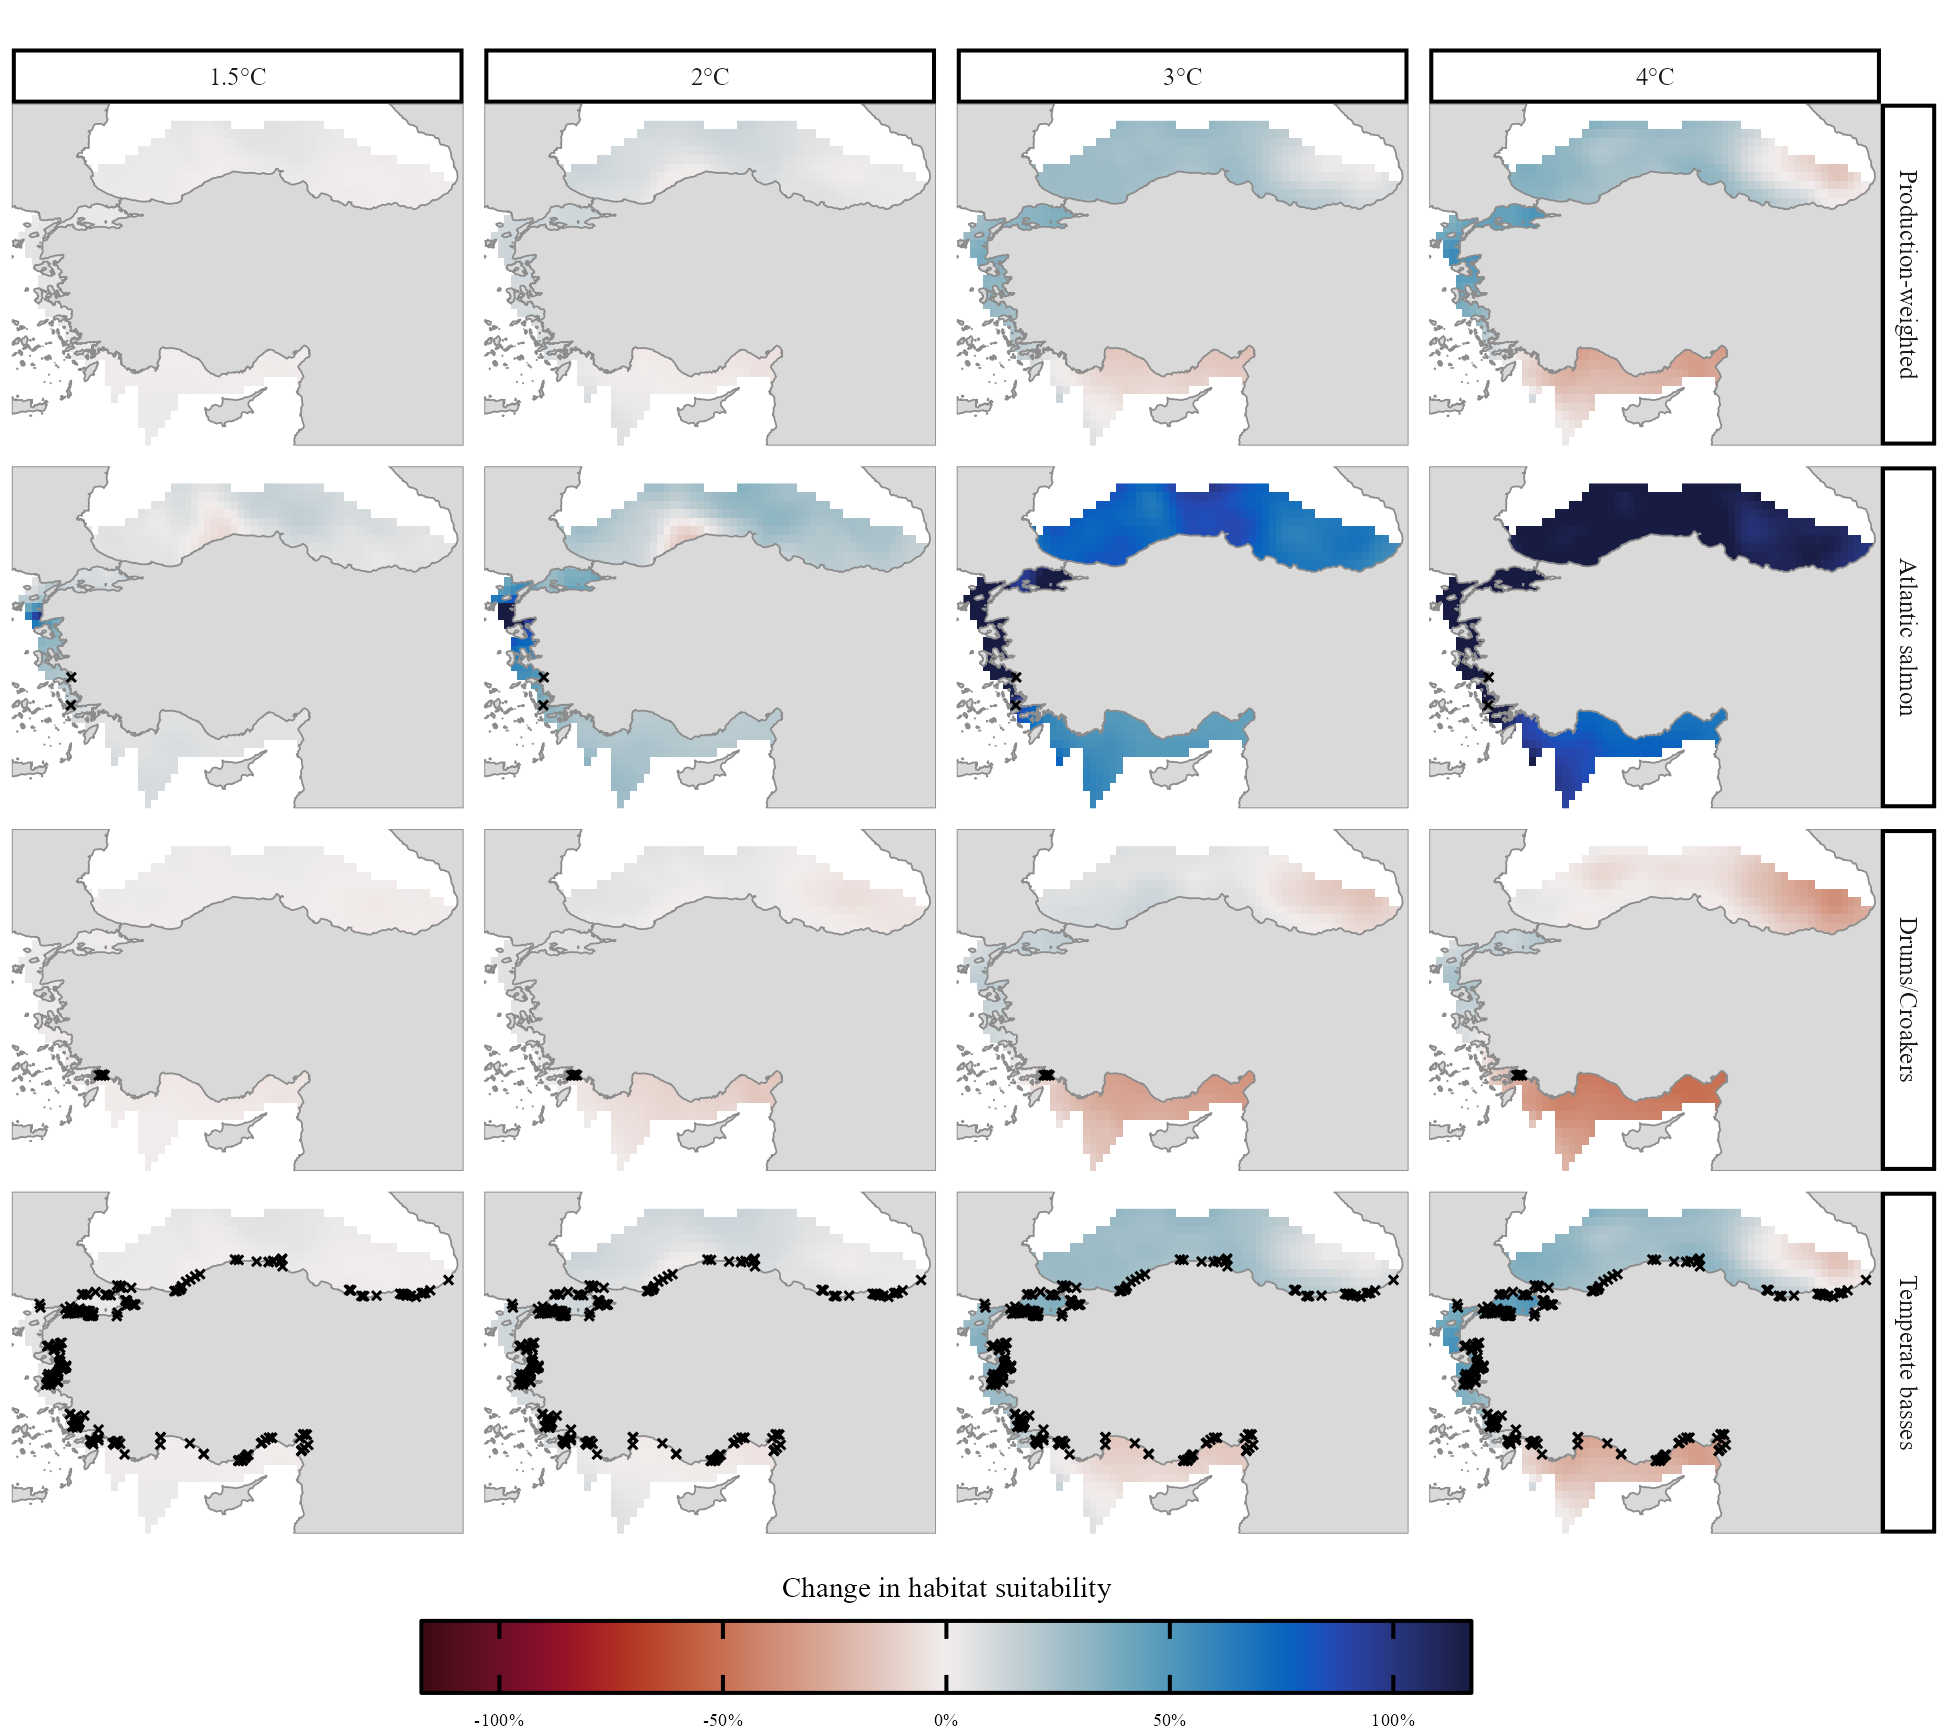 1.5°C
2°C
3°C
4°C
Production-weighted
Atlantic salmon
Drums/Croakers
Temperate basses
Change in habitat suitability
-100%
-50%
0%
50%
100%